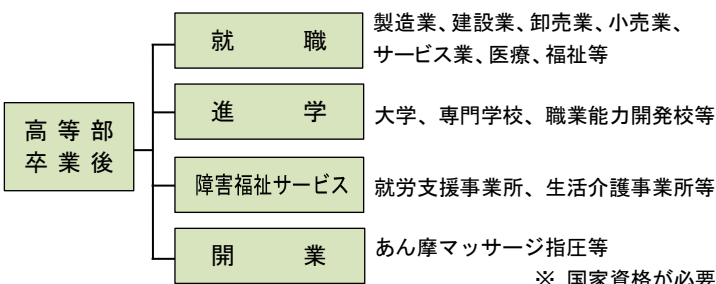 高等部
卒業後
就職
製造業、建設業、卸売業、小売業、
サービス業、医療、福祉等
進学
大学、専門学校、職業能力開発校等
障害福祉サービス
就労支援事業所、生活介護事業所等
開業
あん摩マッサージ指圧等
※ 国家資格が必要